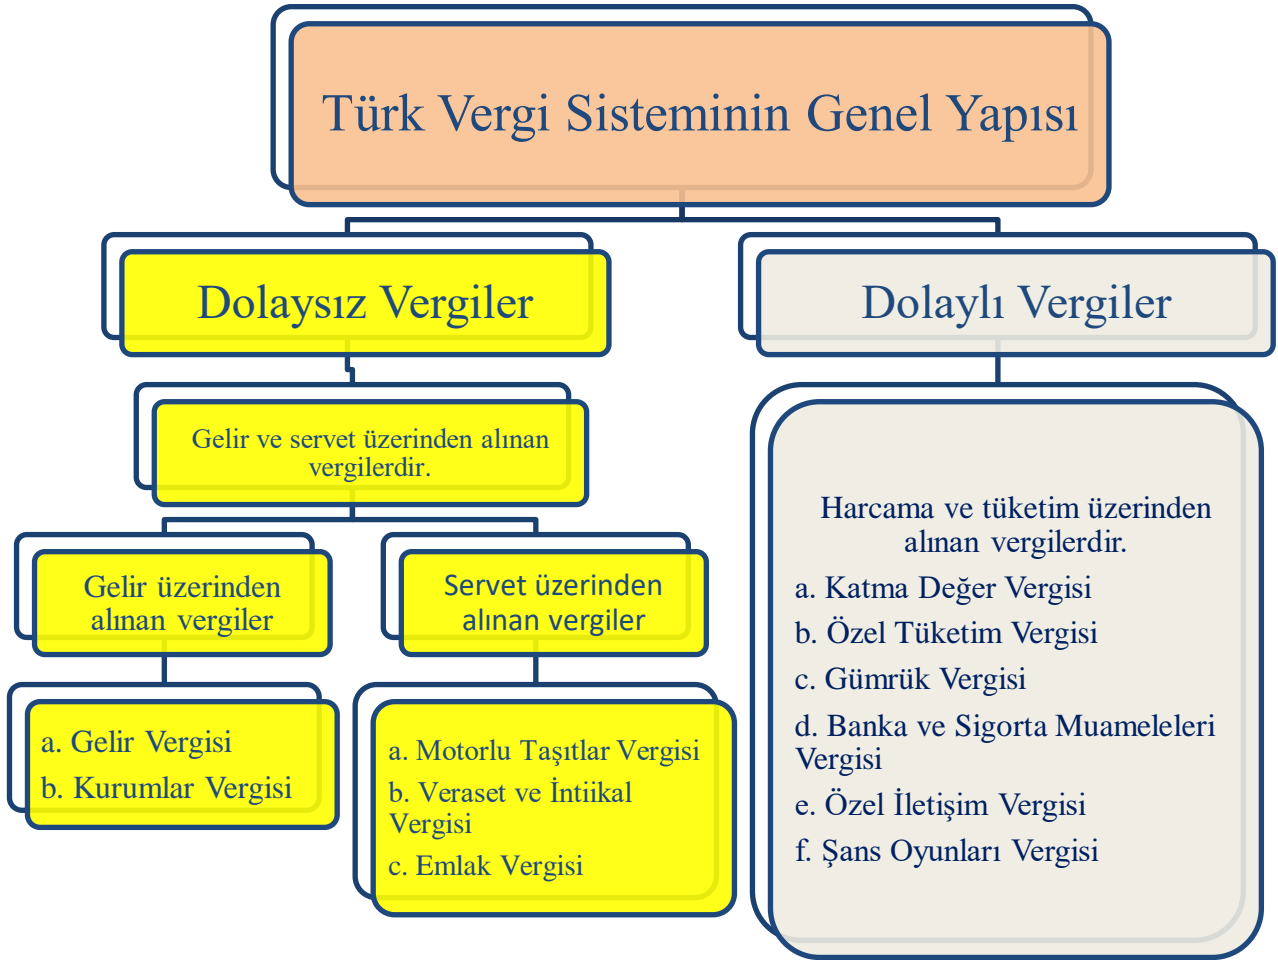 Türk Vergi Sisteminin Genel Yapısı
Dolaysız Vergiler
Dolaylı Vergiler
Gelir ve servet üzerinden alınan
vergilerdir.
Gelir üzerinden
alınan vergiler
Servet üzerinden
alınan vergiler
a. Gelir Vergisi
b. Kurumlar Vergisi
a. Motorlu Taşıtlar Vergisi
b. Veraset ve İntiikal
Vergisi
c. Emlak Vergisi
Harcama ve tüketim üzerinden
alınan vergilerdir.
a. Katma Değer Vergisi
b. Özel Tüketim Vergisi
c. Gümrük Vergisi
d. Banka ve Sigorta Muameleleri
Vergisi
e. Özel İletişim Vergisi
f. Şans Oyunları Vergisi